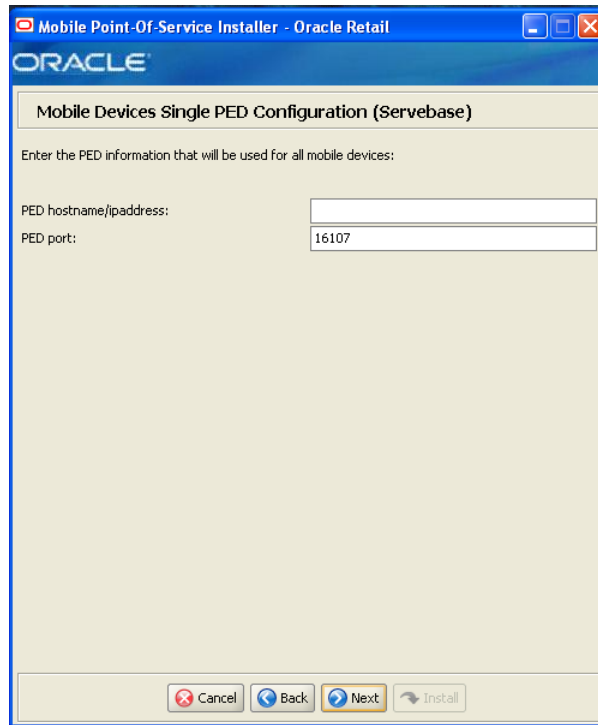 Mobile Point-Of-Service Installer - Oracle Retail
ORACLE
Mobile Devices Single PED Configuration (Servebase)
Enter the PED information that will be used for all mobile devices:
PED hostname/ipaddress:
PED port: 16107
Cancel Back Next Install